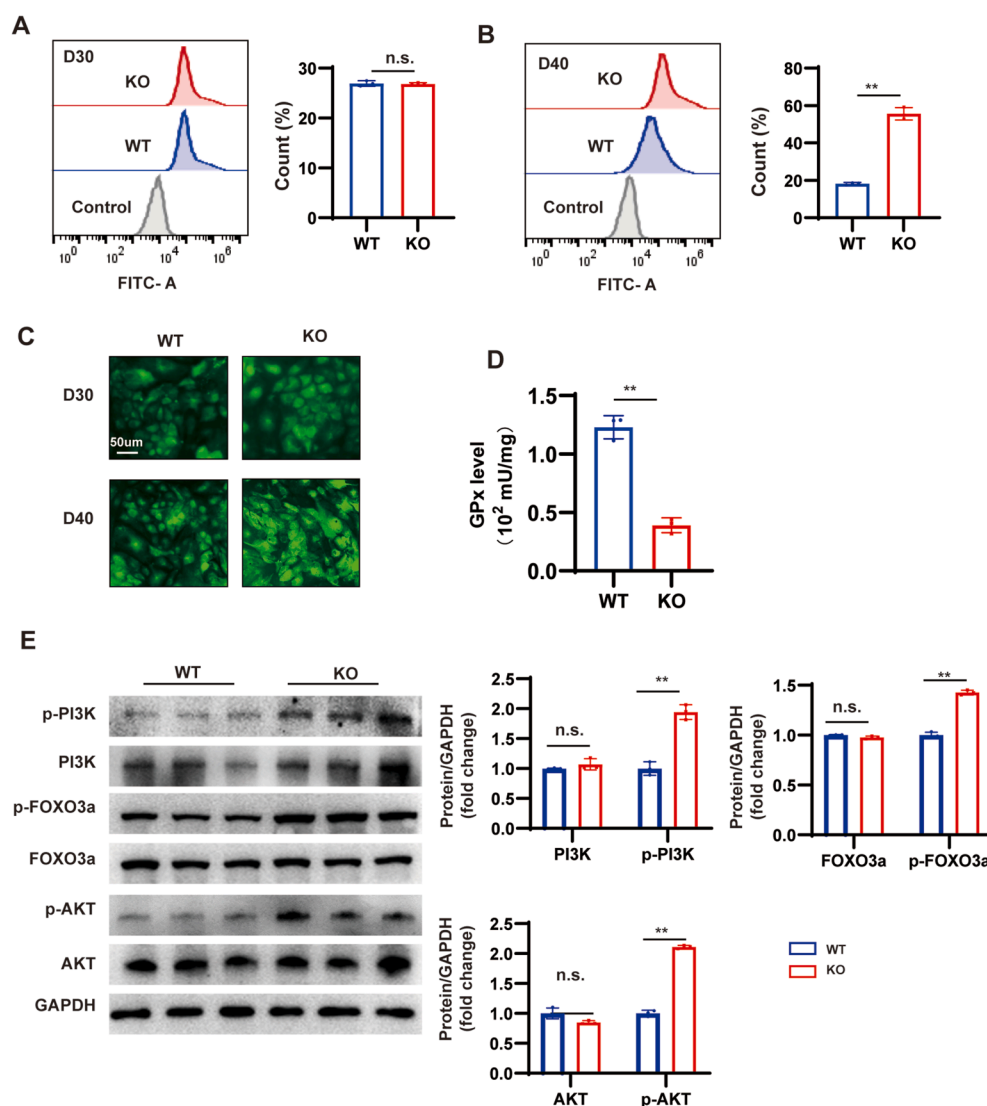 A
D30
KO
WT
Control
10^0 10^2 10^4 10^6
FITC- A
Count (%)
30
20
10
0
n.s.
WT KO
B
D40
KO
WT
Control
10^0 10^2 10^4 10^6
FITC- A
Count (%)
80
60
40
20
0
**
WT KO
C
WT KO
D30
50um
D40
D
GPx level
(10^2 mU/mg)
1.5
1.0
0.5
0.0
**
WT KO
E
WT KO
p-PI3K
PI3K
p-FOXO3a
FOXO3a
p-AKT
AKT
GAPDH
Protein/GAPDH
(fold change)
2.5
2.0
1.5
1.0
0.5
0.0
n.s.
**
PI3K p-PI3K
Protein/GAPDH
(fold change)
1.5
1.0
0.5
0.0
n.s.
**
FOXO3a p-FOXO3a
Protein/GAPDH
(fold change)
2.5
2.0
1.5
1.0
0.5
0.0
n.s.
**
AKT p-AKT
WT
KO